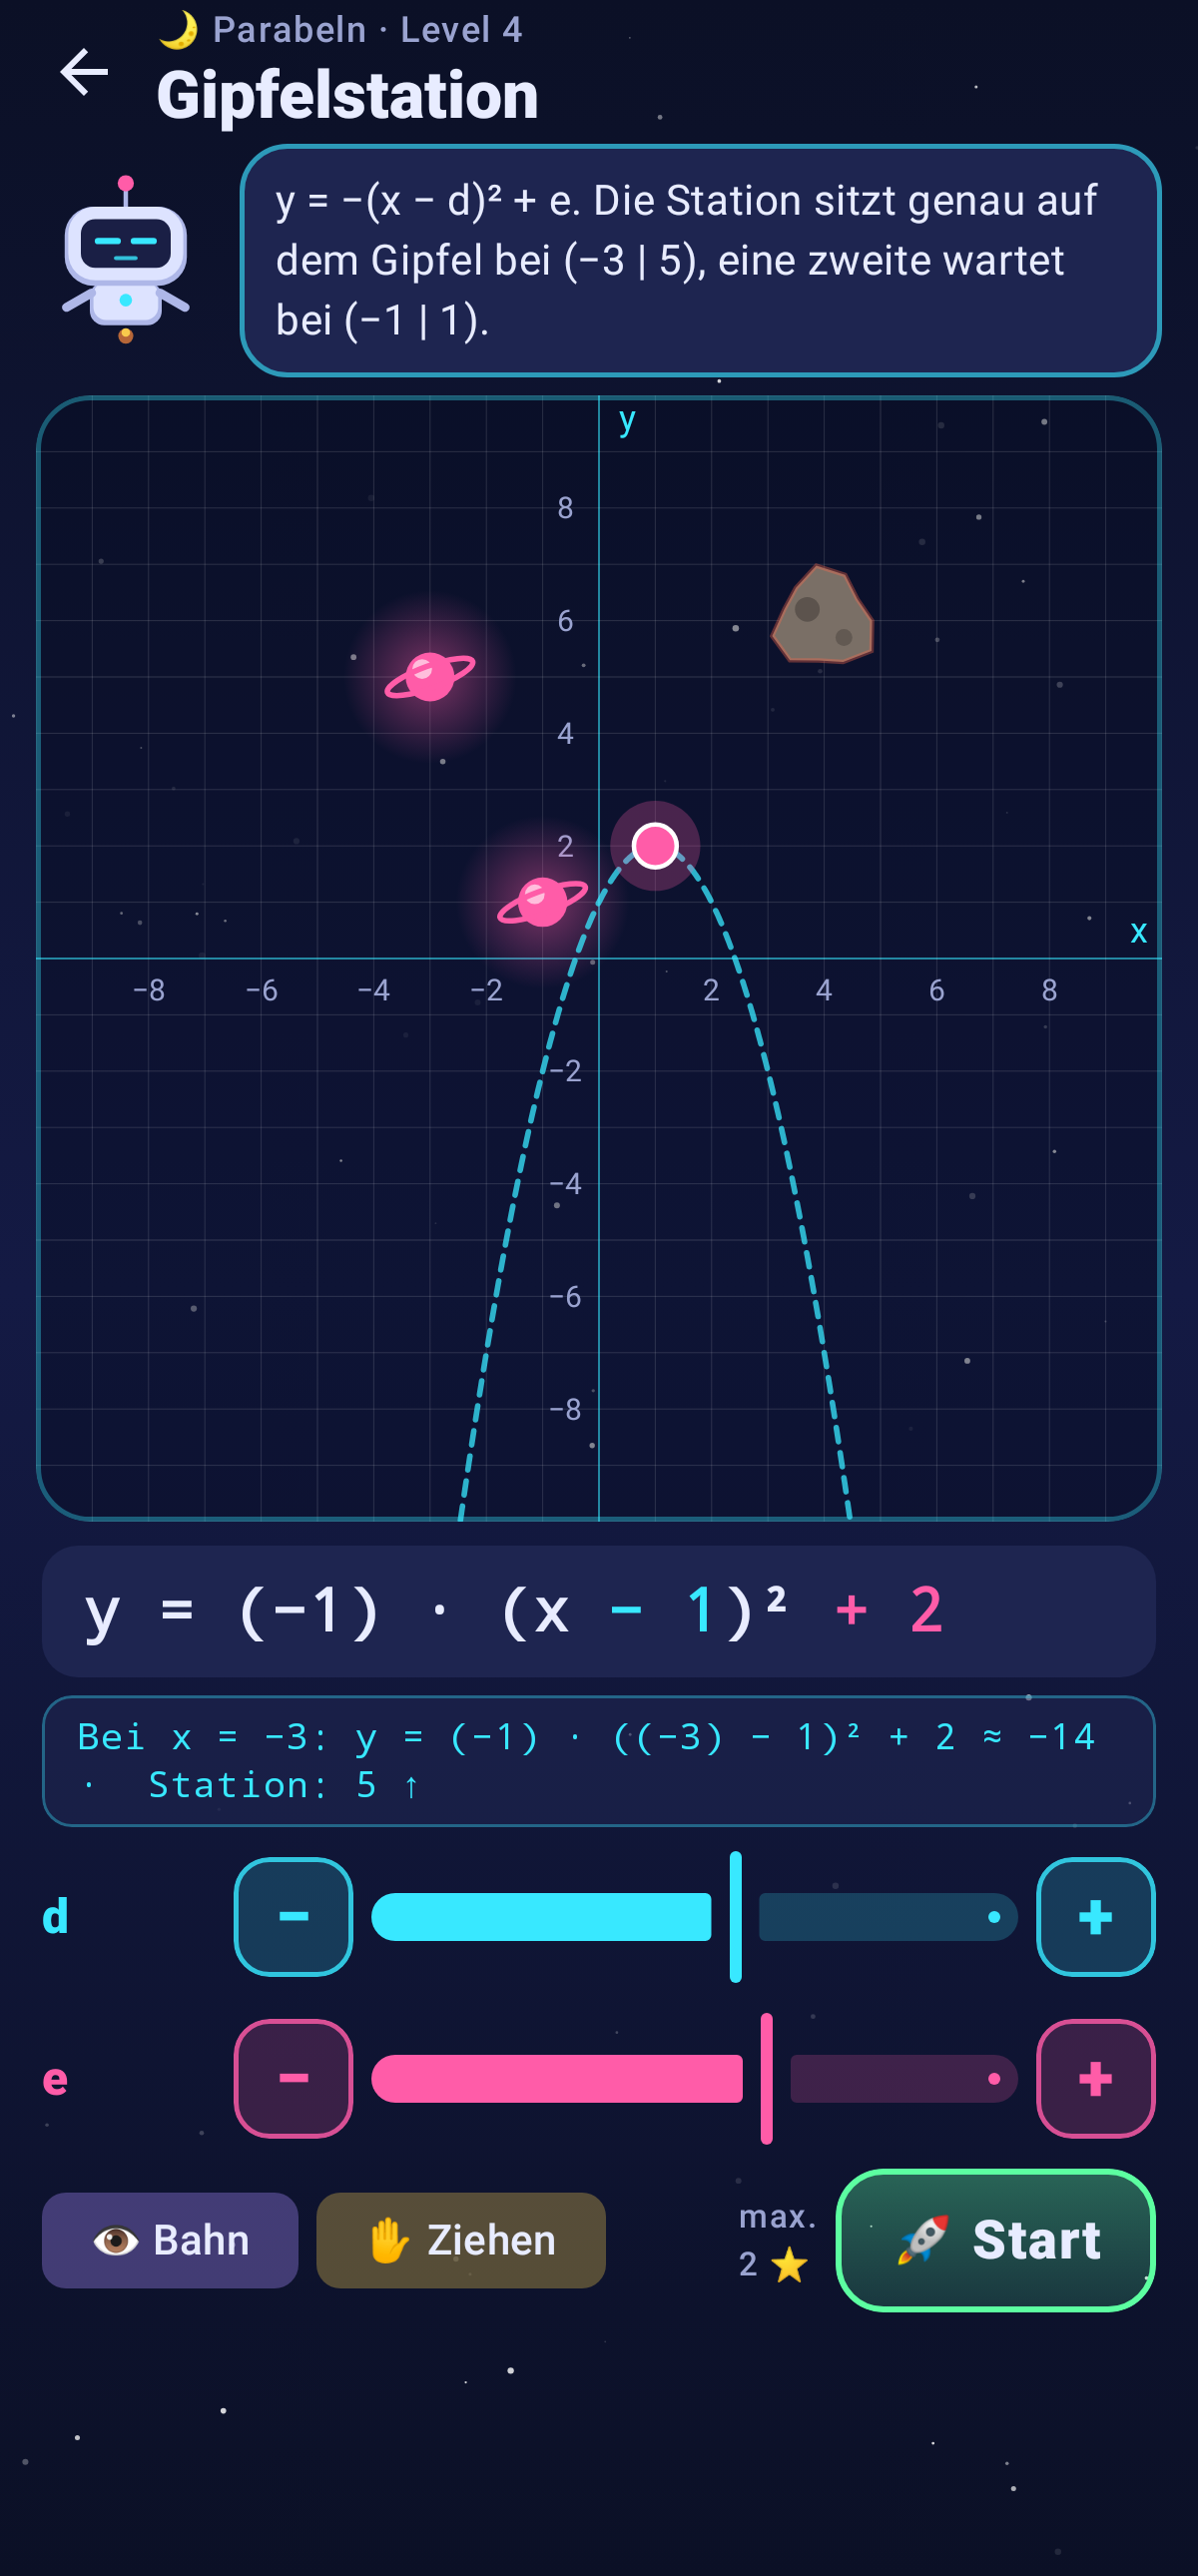 🌙 Parabeln · Level 4
Gipfelstation
y = −(x − d)² + e. Die Station sitzt genau auf
dem Gipfel bei (−3 | 5), eine zweite wartet
bei (−1 | 1).
y
8
6
4
2
x
−8 −6 −4 −2 2 4 6 8
−2
−4
−6
−8
y = (−1) · (x − 1)² + 2
Bei x = −3: y = (−1) · ((−3) − 1)² + 2 ≈ −14
· Station: 5 ↑
d − +
e − +
👁️ Bahn ✋ Ziehen max. 🚀 Start
2 ⭐